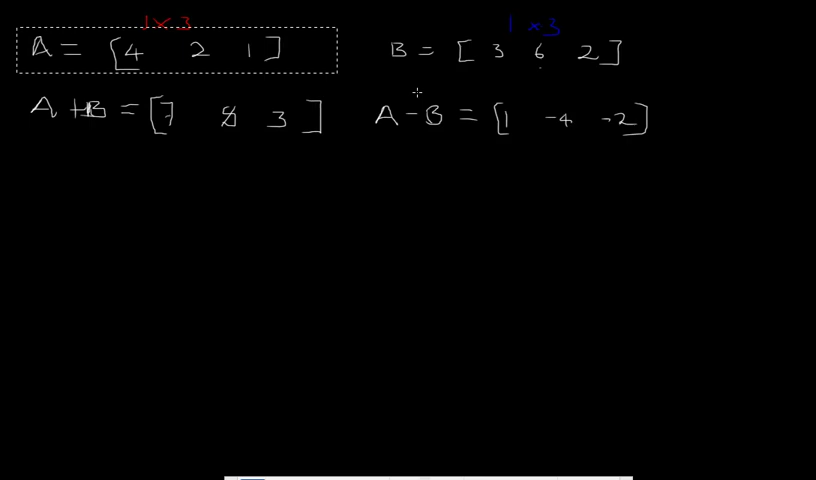 1 × 3
1 × 3
A = [4 2 1]
B = [3 6 2]
A + B = [7 8 3]
A - B = [1 -4 -2]